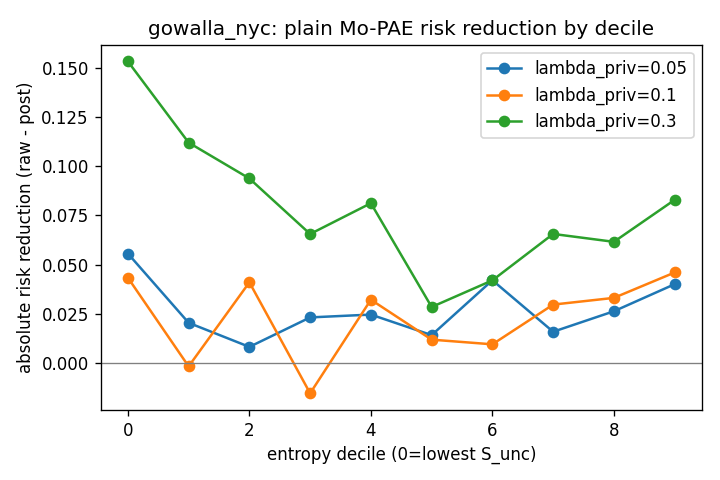 gowalla_nyc: plain Mo-PAE risk reduction by decile
absolute risk reduction (raw - post)
0.150
0.125
0.100
0.075
0.050
0.025
0.000
lambda_priv=0.05
lambda_priv=0.1
lambda_priv=0.3
0 2 4 6 8
entropy decile (0=lowest S_unc)